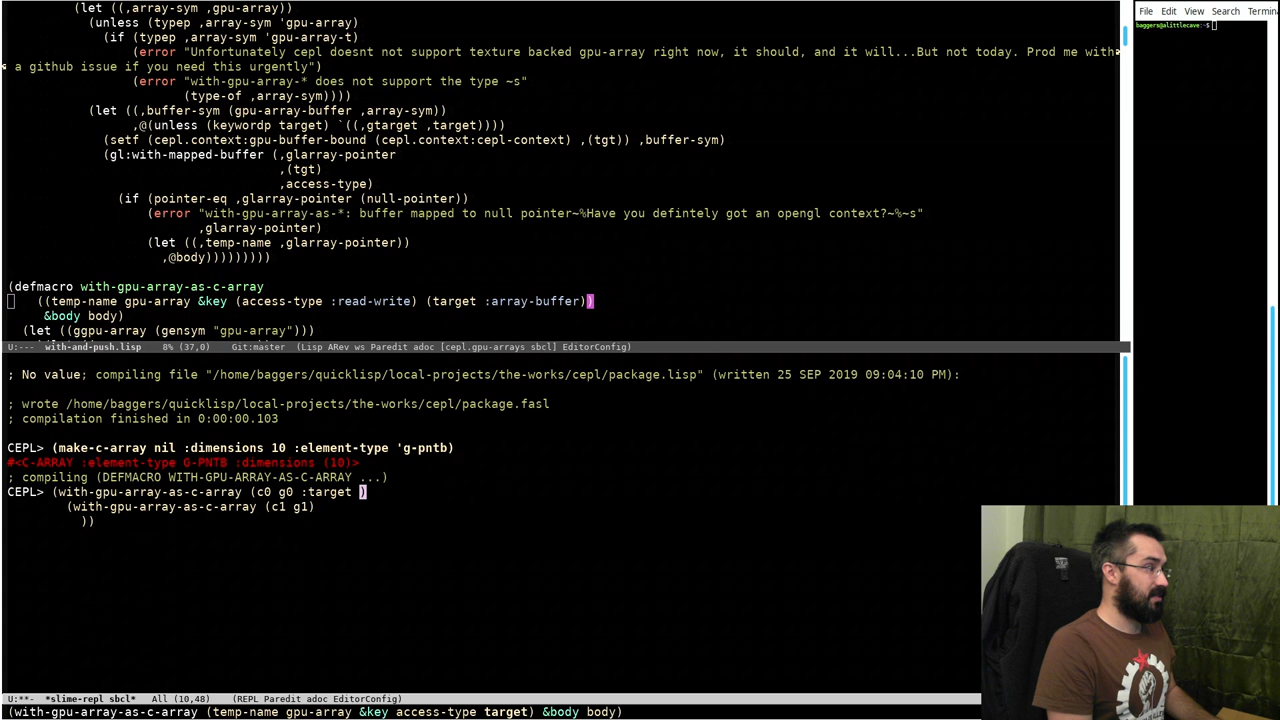 (let ((,array-sym ,gpu-array))
(unless (typep ,array-sym 'gpu-array)
(if (typep ,array-sym 'gpu-array-t)
(error "Unfortunately cepl doesnt not support texture backed gpu-array right now, it should, and it will...But not today. Prod me with
a github issue if you need this urgently")
(error "with-gpu-array-* does not support the type ~s"
(type-of ,array-sym))))
(let ((,buffer-sym (gpu-array-buffer ,array-sym))
,@(unless (keywordp target) `((,gtarget ,target))))
(setf (cepl.context:gpu-buffer-bound (cepl.context:cepl-context) ,(tgt)) ,buffer-sym)
(gl:with-mapped-buffer (,glarray-pointer
,(tgt)
,access-type)
(if (pointer-eq ,glarray-pointer (null-pointer))
(error "with-gpu-array-as-*: buffer mapped to null pointer~%Have you defintely got an opengl context?~%~s"
,glarray-pointer)
(let ((,temp-name ,glarray-pointer))
,@body)))))))))
(defmacro with-gpu-array-as-c-array
((temp-name gpu-array &key (access-type :read-write) (target :array-buffer))
&body body)
(let ((ggpu-array (gensym "gpu-array")))
U:--- with-and-push.lisp 8% (37,0) Git:master (Lisp ARev ws Paredit adoc [cepl.gpu-arrays sbcl] EditorConfig)
; No value; compiling file "/home/baggers/quicklisp/local-projects/the-works/cepl/package.lisp" (written 25 SEP 2019 09:04:10 PM):
; wrote /home/baggers/quicklisp/local-projects/the-works/cepl/package.fasl
; compilation finished in 0:00:00.103
CEPL> (make-c-array nil :dimensions 10 :element-type 'g-pntb)
#<C-ARRAY :element-type G-PNTB :dimensions (10)>
; compiling (DEFMACRO WITH-GPU-ARRAY-AS-C-ARRAY ...)
CEPL> (with-gpu-array-as-c-array (c0 g0 :target )
(with-gpu-array-as-c-array (c1 g1)
))
U:**- *slime-repl sbcl* All (10,48) (REPL Paredit adoc EditorConfig)
(with-gpu-array-as-c-array (temp-name gpu-array &key access-type target) &body body)
File Edit View Search Termin
baggers@alittlecave:~$